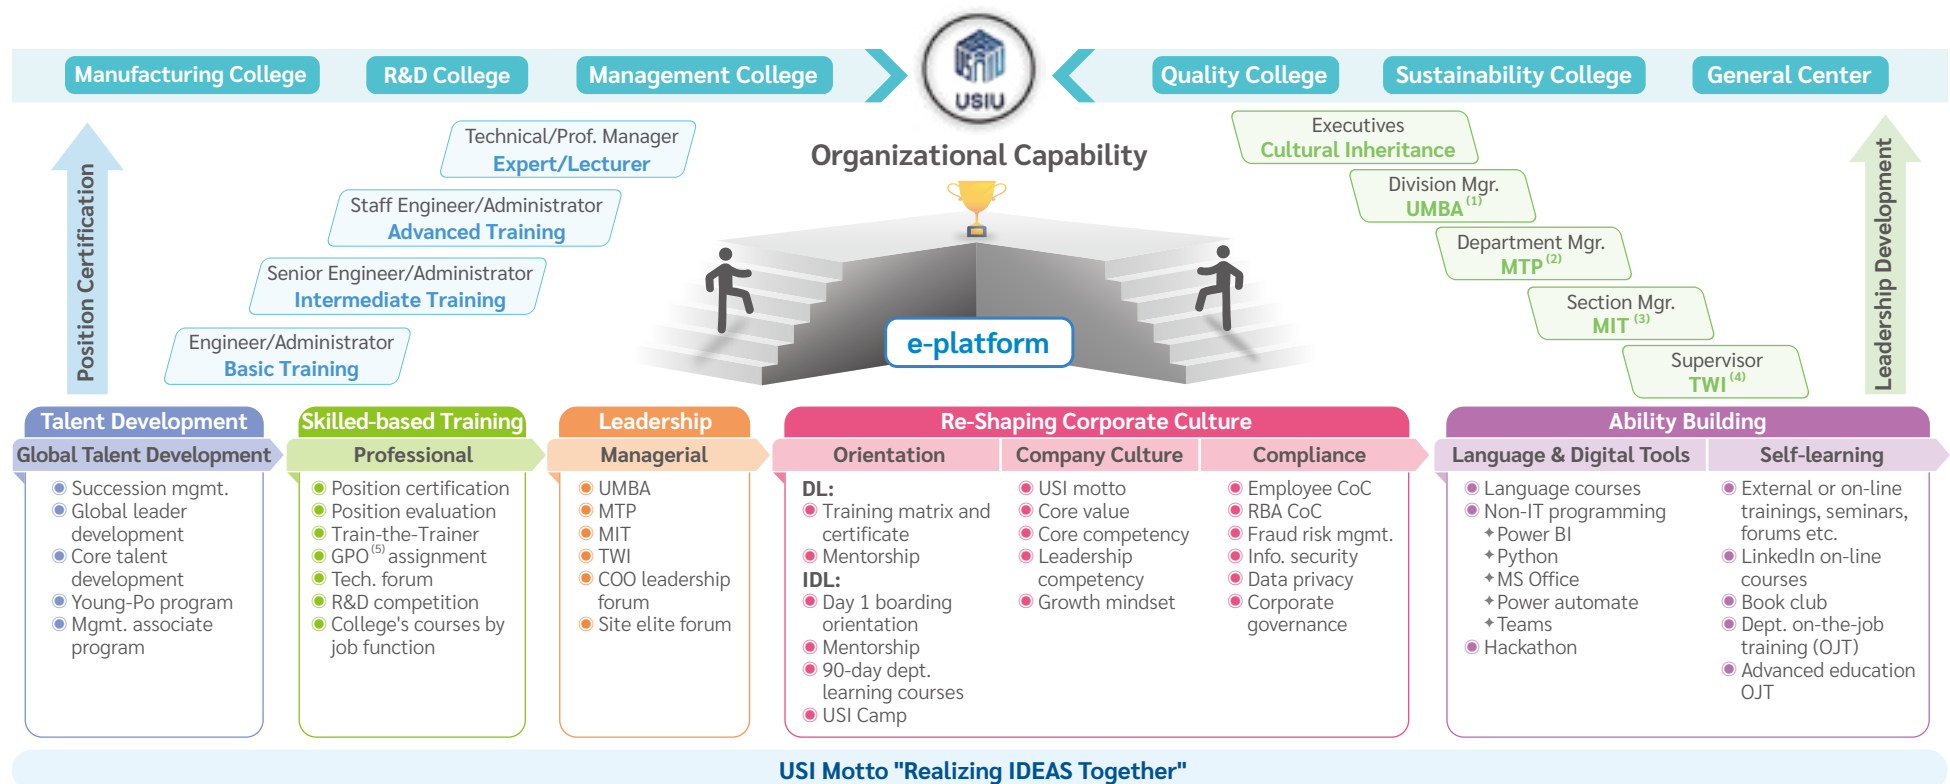 Manufacturing College
R&D College
Management College
USIU
Quality College
Sustainability College
General Center
Position Certification
Technical/Prof. Manager
Expert/Lecturer
Staff Engineer/Administrator
Advanced Training
Senior Engineer/Administrator
Intermediate Training
Engineer/Administrator
Basic Training
Organizational Capability
e-platform
Executives
Cultural Inheritance
Division Mgr.
UMBA (1)
Department Mgr.
MTP (2)
Section Mgr.
MIT (3)
Supervisor
TWI (4)
Leadership Development
Talent Development
Global Talent Development
Succession mgmt.
Global leader
development
Core talent
development
Young-Po program
Mgmt. associate
program
Skilled-based Training
Professional
Position certification
Position evaluation
Train-the-Trainer
GPO(5) assignment
Tech. forum
R&D competition
College's courses by
job function
Leadership
Managerial
UMBA
MTP
MIT
TWI
COO leadership
forum
Site elite forum
Re-Shaping Corporate Culture
Orientation
DL:
Training matrix and
certificate
Mentorship
IDL:
Day 1 boarding
orientation
Mentorship
90-day dept.
learning courses
USI Camp
Company Culture
USI motto
Core value
Core competency
Leadership
competency
Growth mindset
Compliance
Employee CoC
RBA CoC
Fraud risk mgmt.
Info. security
Data privacy
Corporate
governance
Ability Building
Language & Digital Tools
Language courses
Non-IT programming
Power BI
Python
MS Office
Power automate
Teams
Hackathon
Self-learning
External or on-line
trainings, seminars,
forums etc.
LinkedIn on-line
courses
Book club
Dept. on-the-job
training (OJT)
Advanced education
OJT
USI Motto "Realizing IDEAS Together"